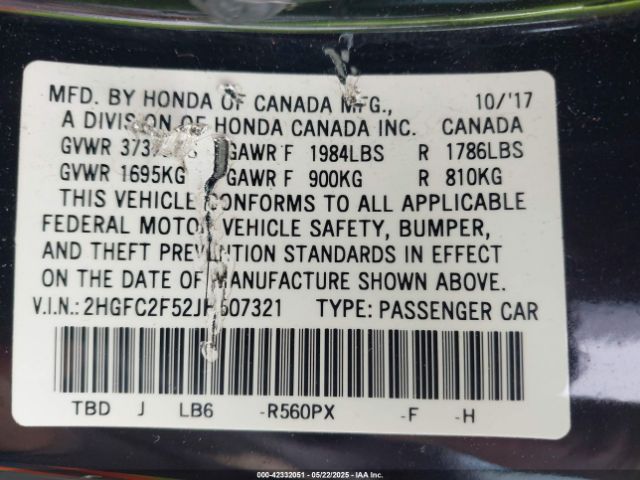 MFD. BY HONDA OF CANADA MFG., 10/'17
A DIVISION OF HONDA CANADA INC. CANADA
GVWR GAWR F 1984LBS R 1786LBS
GVWR 1695KG GAWR F 900KG R 810KG
THIS VEHICLE CONFORMS TO ALL APPLICABLE
FEDERAL MOTOR VEHICLE SAFETY, BUMPER,
AND THEFT PREVENTION STANDARDS IN EFFECT
ON THE DATE OF MANUFACTURE SHOWN ABOVE.
V.I.N.: TYPE: PASSENGER CAR
TBD J LB6 -R560PX -F -H
000-42332051 - 05/22/2025 - IAA Inc.